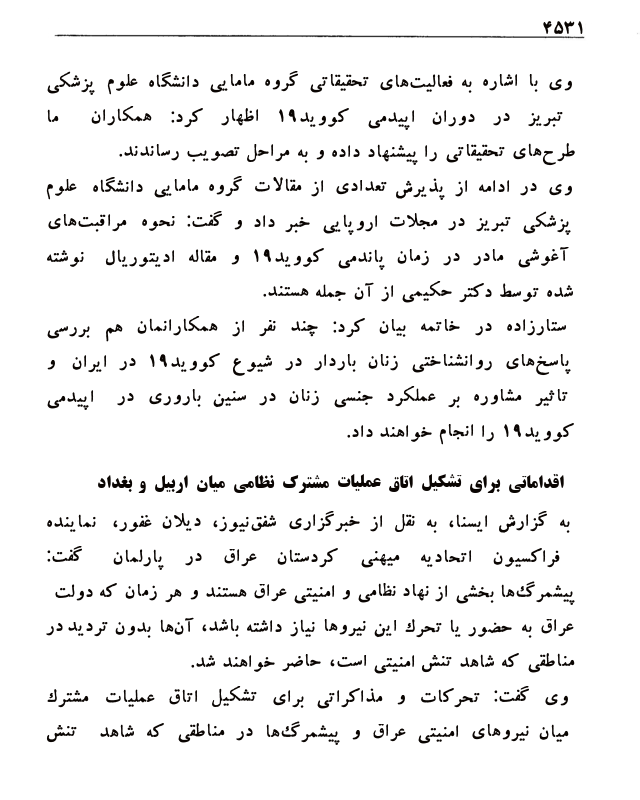 ۴۵۳۱
وی با اشاره به فعالیت‌های تحقیقاتی گروه مامایی دانشگاه علوم پزشکی
تبریز در دوران اپیدمی کووید۱۹ اظهار کرد: همکاران ما
طرح‌های تحقیقاتی را پیشنهاد داده و به مراحل تصویب رساندند.
وی در ادامه از پذیرش تعدادی از مقالات گروه مامایی دانشگاه علوم
پزشکی تبریز در مجلات اروپایی خبر داد و گفت: نحوه مراقبت‌های
آغوشی مادر در زمان پاندمی کووید۱۹ و مقاله ادیتوریال نوشته
شده توسط دکتر حکیمی از آن جمله هستند.
ستارزاده در خاتمه بیان کرد: چند نفر از همکارانمان هم بررسی
پاسخ‌های روانشناختی زنان باردار در شیوع کووید۱۹ در ایران و
تاثیر مشاوره بر عملکرد جنسی زنان در سنین باروری در اپیدمی
کووید۱۹ را انجام خواهند داد.
اقداماتی برای تشکیل اتاق عملیات مشترک نظامی میان اربیل و بغداد
به گزارش ایسنا، به نقل از خبرگزاری شفق‌نیوز، دیلان غفور، نماینده
فراکسیون اتحادیه میهنی کردستان عراق در پارلمان گفت:
پیشمرگ‌ها بخشی از نهاد نظامی و امنیتی عراق هستند و هر زمان که دولت
عراق به حضور یا تحرک این نیروها نیاز داشته باشد، آن‌ها بدون تردید در
مناطقی که شاهد تنش امنیتی است، حاضر خواهند شد.
وی گفت: تحرکات و مذاکراتی برای تشکیل اتاق عملیات مشترک
میان نیروهای امنیتی عراق و پیشمرگ‌ها در مناطقی که شاهد تنش